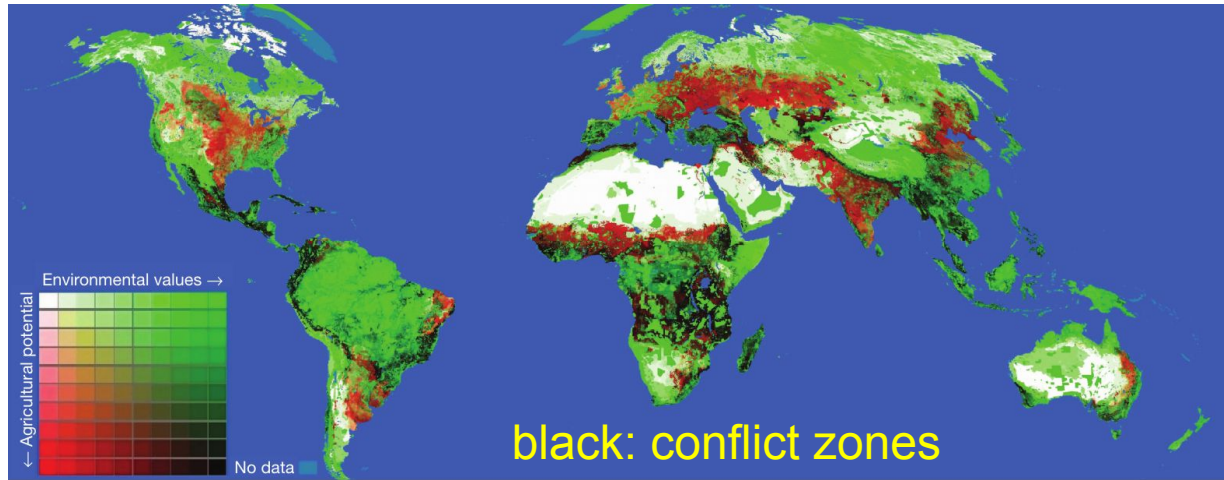 Environmental values →
← Agricultural potential
No data
black: conflict zones